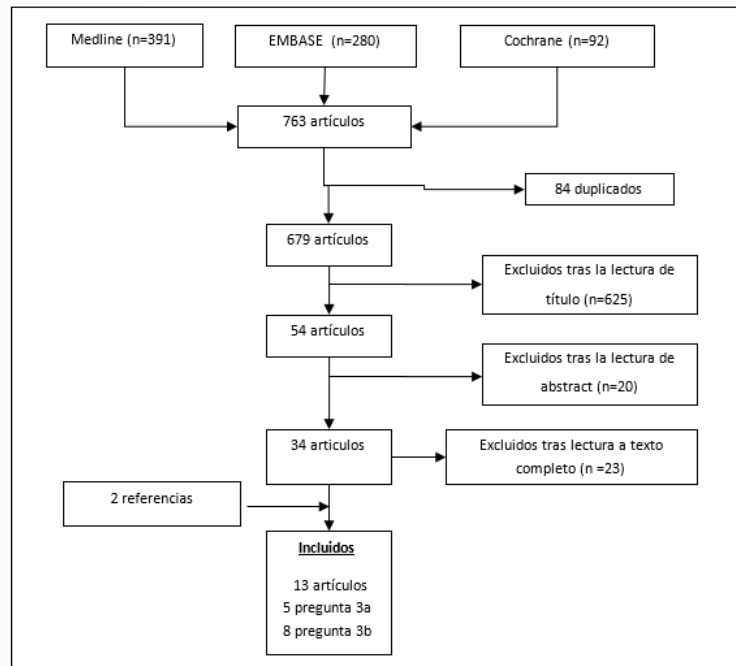 Medline (n=391)
EMBASE (n=280)
Cochrane (n=92)
763 artículos
84 duplicados
679 artículos
Excluidos tras la lectura de
título (n=625)
54 artículos
Excluidos tras la lectura de
abstract (n=20)
34 articulos
Excluidos tras lectura a texto
completo (n =23)
2 referencias
Incluidos
13 artículos
5 pregunta 3a
8 pregunta 3b